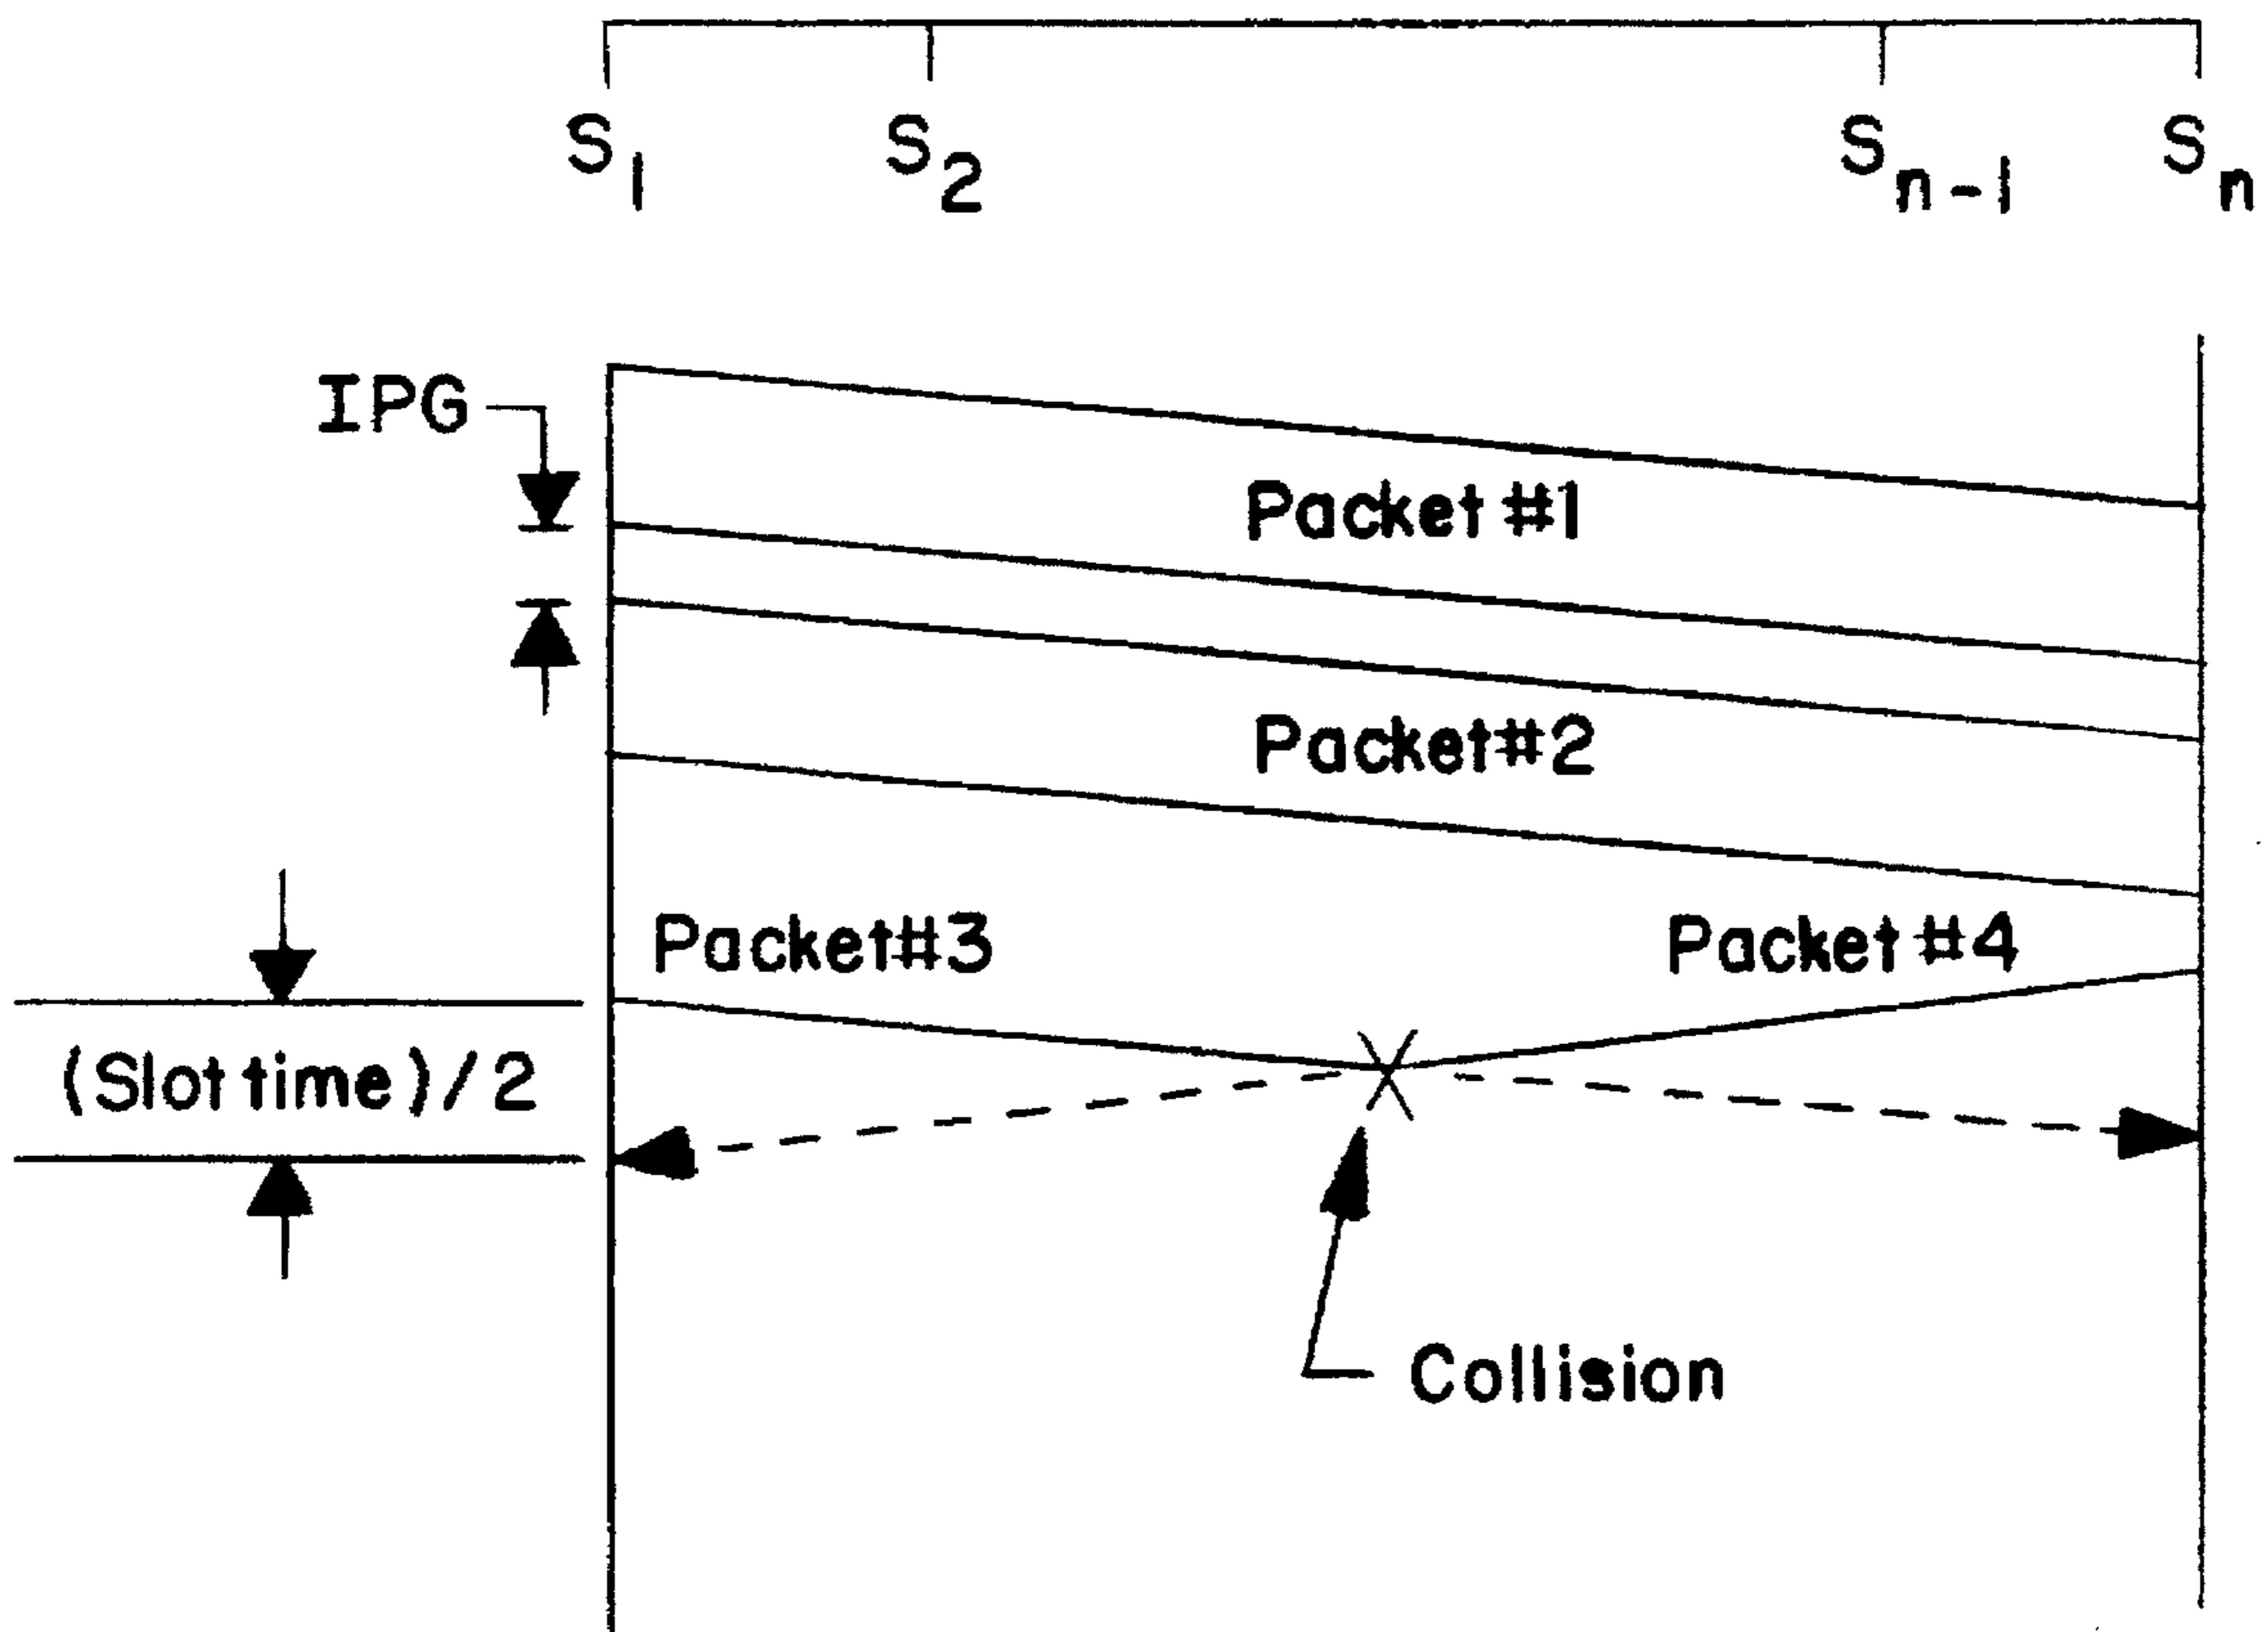 S1 S2 Sn-1 Sn
IPG
Packet #1
Packet#2
Packet#3 Packet #4
(Slot time)/2
Collision